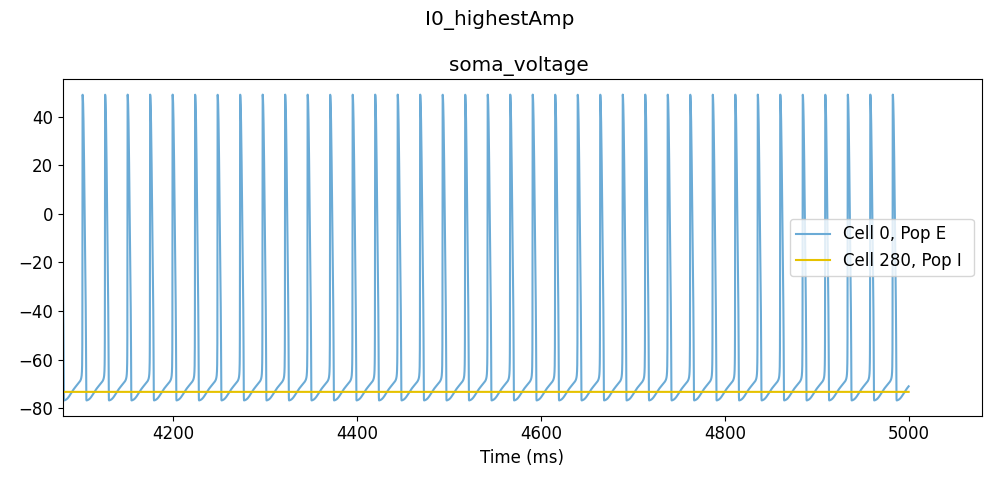 I0_highestAmp
soma_voltage
40
20
0
−20
−40
−60
−80
Cell 0, Pop E
Cell 280, Pop I
4200 4400 4600 4800 5000
Time (ms)